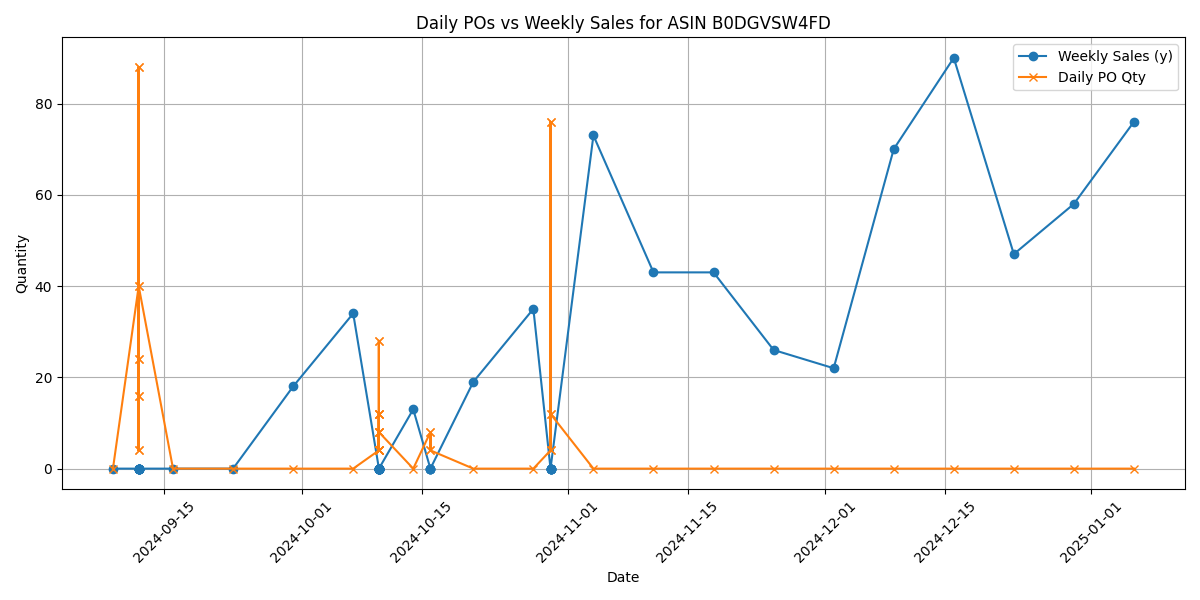 Daily POs vs Weekly Sales for ASIN B0DGVSW4FD
Weekly Sales (y)
Daily PO Qty
80
60
40
20
0
Quantity
2024-09-15
2024-10-01
2024-10-15
2024-11-01
2024-11-15
2024-12-01
2024-12-15
2025-01-01
Date